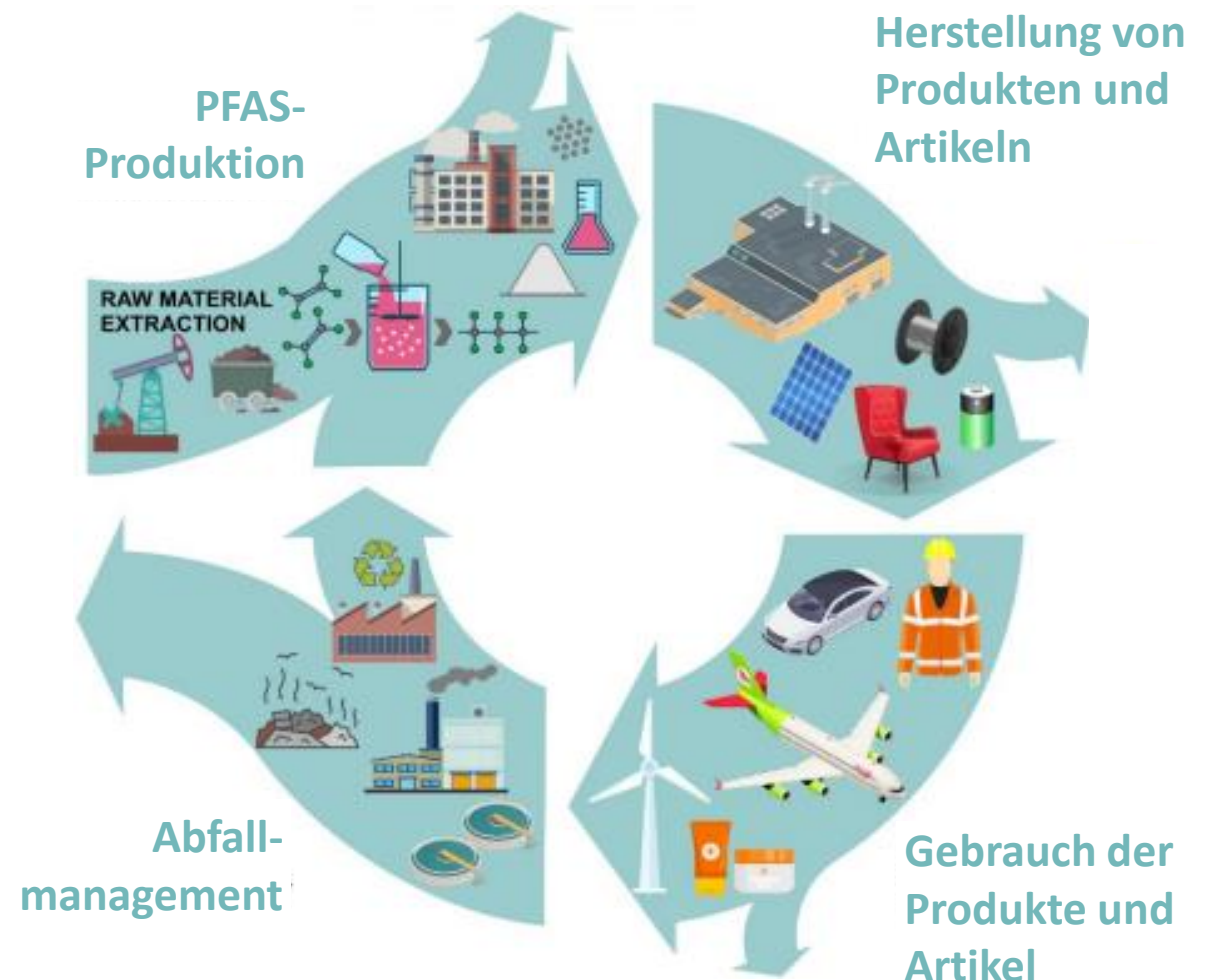 PFAS-
Produktion
Herstellung von
Produkten und
Artikeln
RAW MATERIAL
EXTRACTION
Abfall-
management
Gebrauch der
Produkte und
Artikel